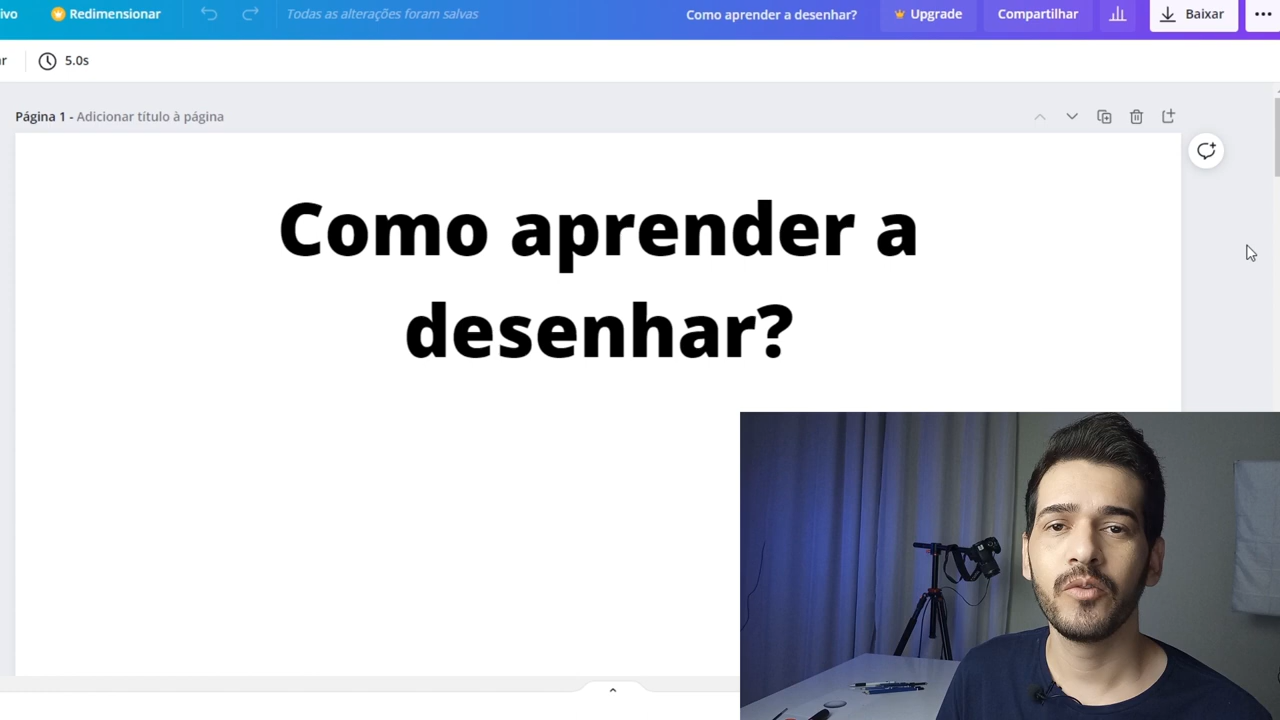 ivo Redimensionar Todas as alterações foram salvas Como aprender a desenhar? Upgrade Compartilhar Baixar
r 5.0s
Página 1 - Adicionar título à página
Como aprender a
desenhar?